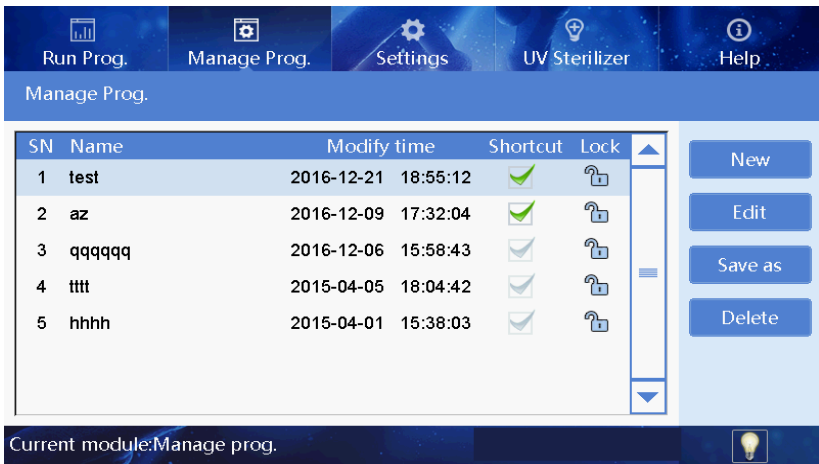 Run Prog. Manage Prog. Settings UV Sterilizer Help
Manage Prog.
SN Name Modify time Shortcut Lock
1 test 2016-12-21 18:55:12
2 az 2016-12-09 17:32:04
3 qqqqqq 2016-12-06 15:58:43
4 tttt 2015-04-05 18:04:42
5 hhhh 2015-04-01 15:38:03
New
Edit
Save as
Delete
Current module:Manage prog.